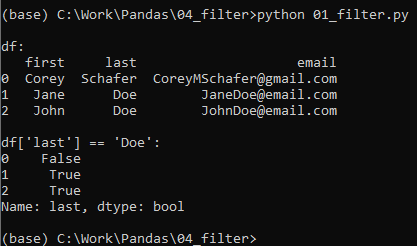 (base) C:\Work\Pandas\04_filter>python 01_filter.py
df:
first last email
0 Corey Schafer CoreyMSchafer@gmail.com
1 Jane Doe JaneDoe@email.com
2 John Doe JohnDoe@email.com
df['last'] == 'Doe':
0 False
1 True
2 True
Name: last, dtype: bool
(base) C:\Work\Pandas\04_filter>